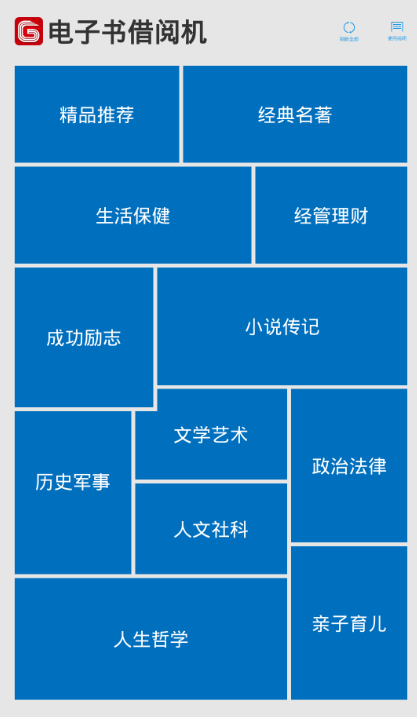 电子书借阅机
精品推荐
经典名著
生活保健
经管理财
成功励志
小说传记
文学艺术
政治法律
历史军事
人文社科
亲子育儿
人生哲学